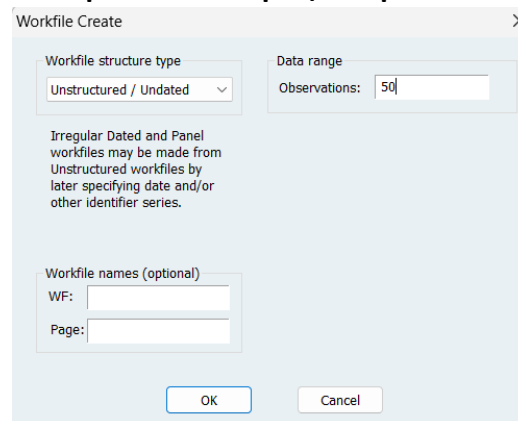 Workfile Create
Workfile structure type
Unstructured / Undated
Data range
Observations: 50
Irregular Dated and Panel
workfiles may be made from
Unstructured workfiles by
later specifying date and/or
other identifier series.
Workfile names (optional)
WF:
Page:
OK
Cancel